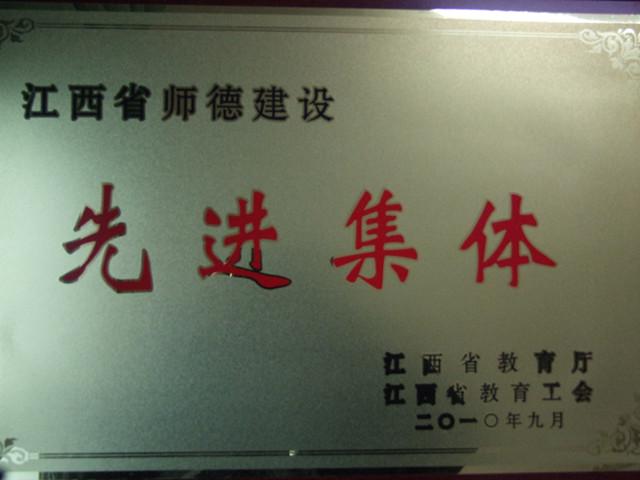 江西省师德建设
先进集体
江西省教育厅
江西省教育工会
二〇一〇年九月